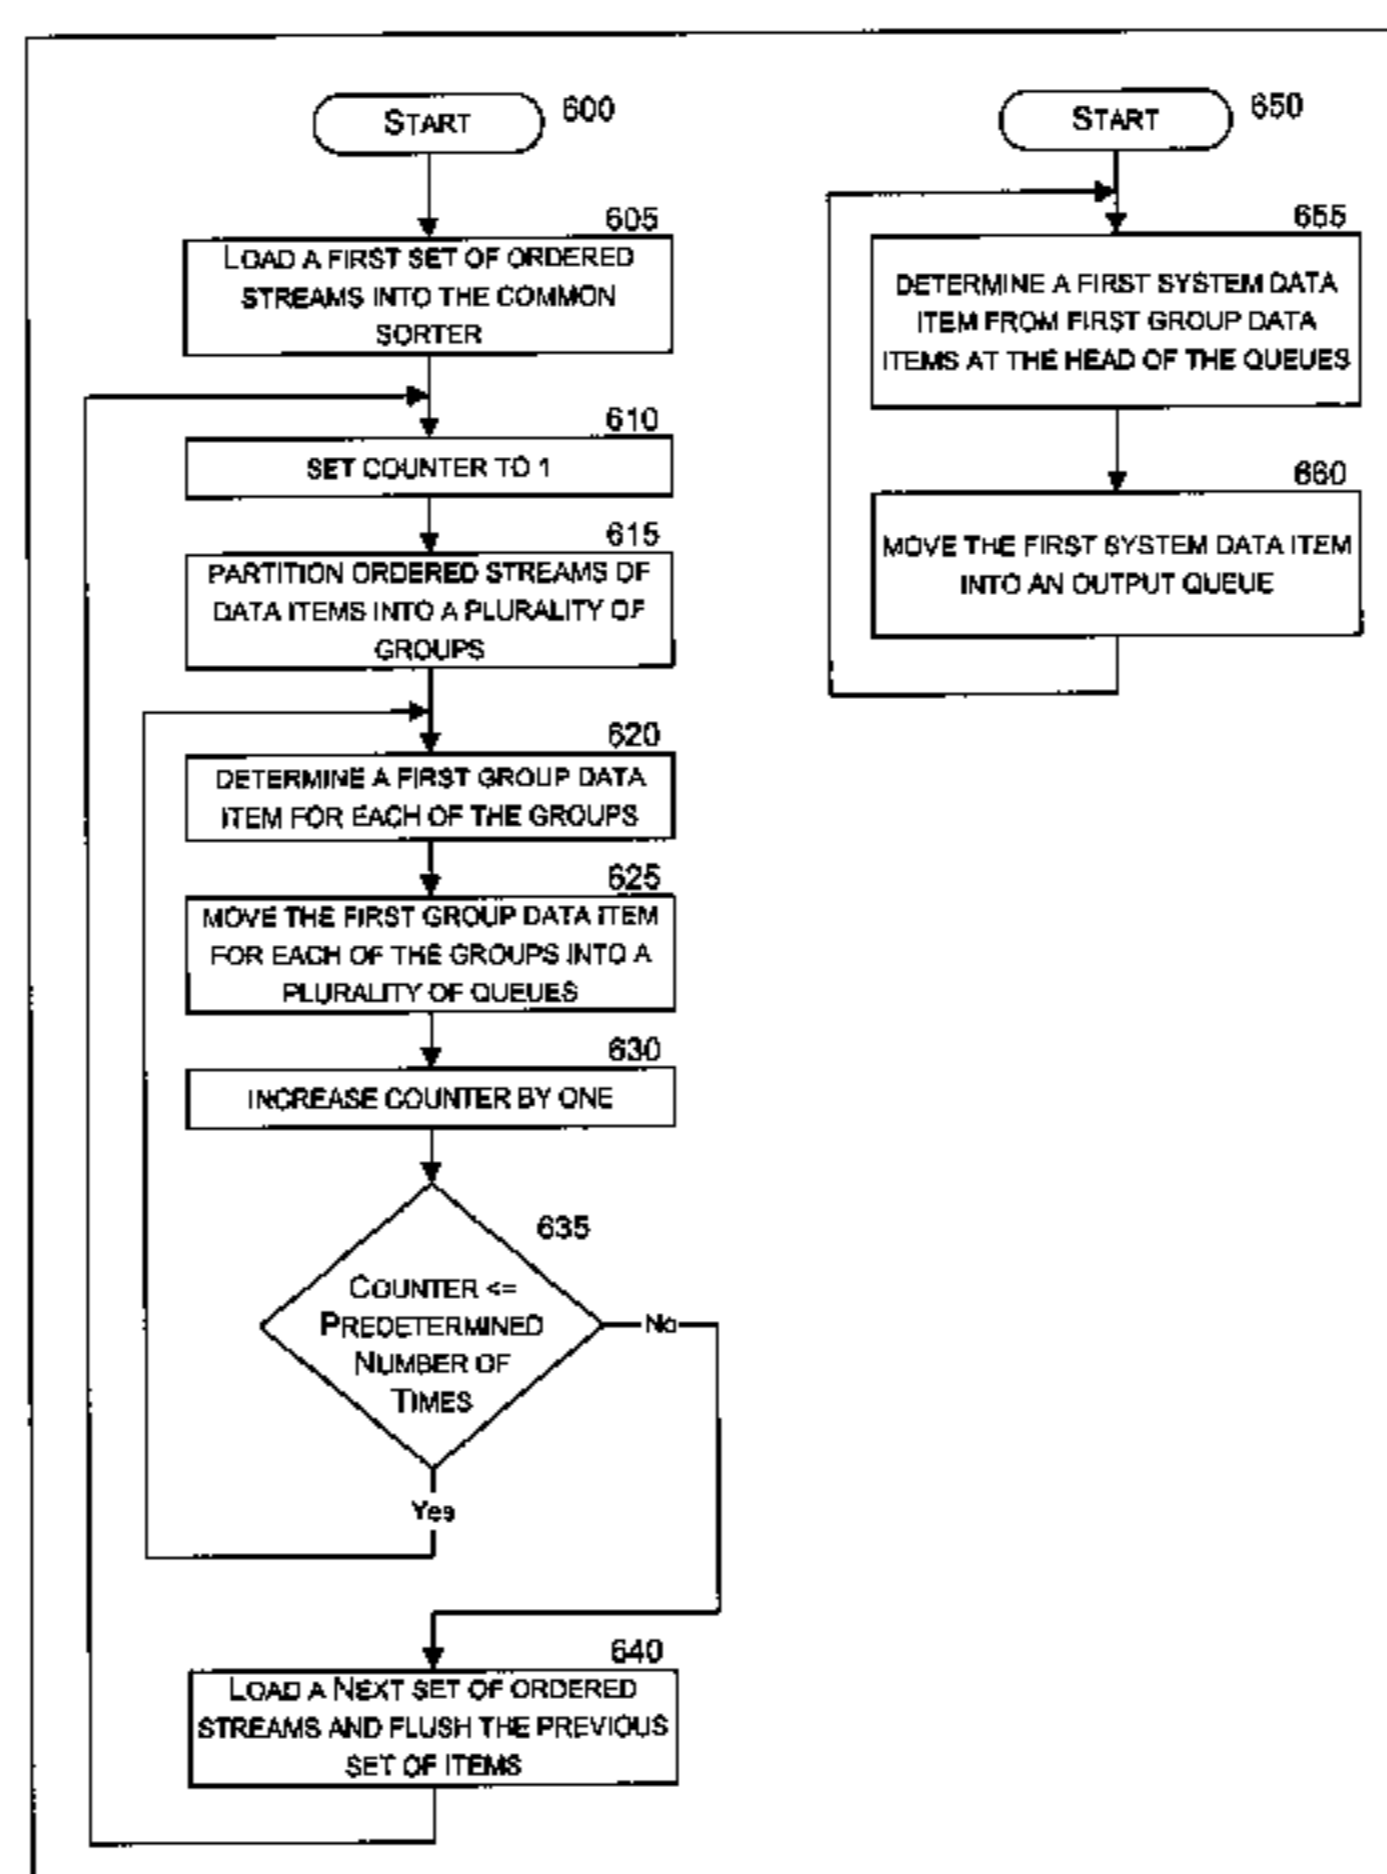 START 600
605
LOAD A FIRST SET OF ORDERED
STREAMS INTO THE COMMON
SORTER
610
SET COUNTER TO 1
615
PARTITION ORDERED STREAMS OF
DATA ITEMS INTO A PLURALITY OF
GROUPS
620
DETERMINE A FIRST GROUP DATA
ITEM FOR EACH OF THE GROUPS
625
MOVE THE FIRST GROUP DATA ITEM
FOR EACH OF THE GROUPS INTO A
PLURALITY OF QUEUES
630
INCREASE COUNTER BY ONE
635
COUNTER <=
PREDETERMINED
NUMBER OF
TIMES
No
Yes
640
LOAD A NEXT SET OF ORDERED
STREAMS AND FLUSH THE PREVIOUS
SET OF ITEMS
START 650
655
DETERMINE A FIRST SYSTEM DATA
ITEM FROM FIRST GROUP DATA
ITEMS AT THE HEAD OF THE QUEUES
660
MOVE THE FIRST SYSTEM DATA ITEM
INTO AN OUTPUT QUEUE